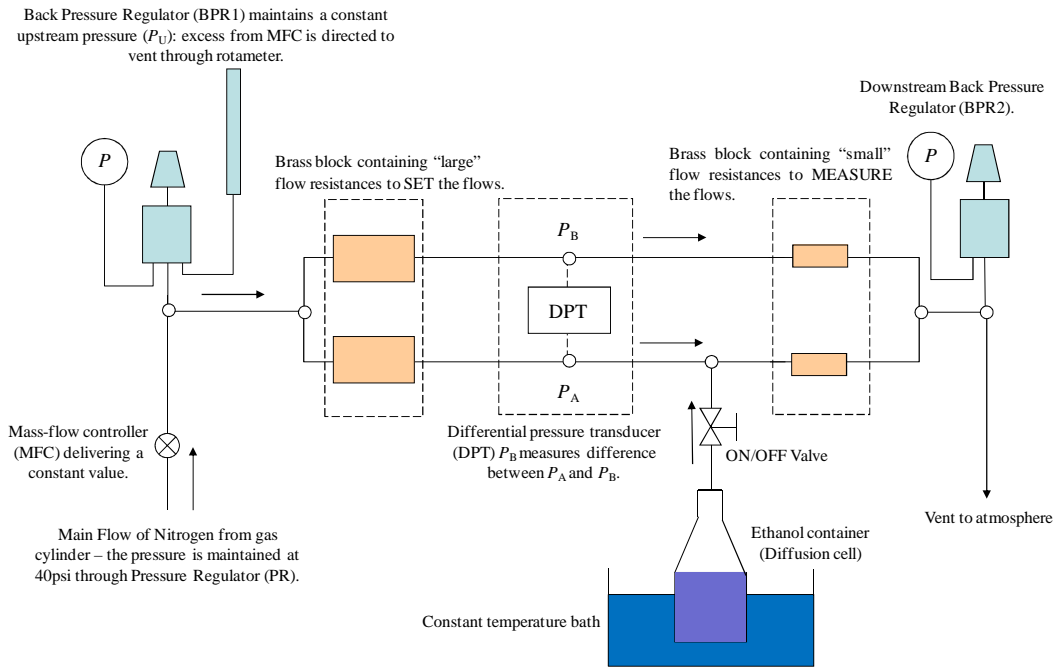 Back Pressure Regulator (BPR1) maintains a constant
upstream pressure (PU): excess from MFC is directed to
vent through rotameter.
Downstream Back Pressure
Regulator (BPR2).
P
Brass block containing “large”
flow resistances to SET the flows.
Brass block containing “small”
flow resistances to MEASURE
the flows.
P
PB
DPT
PA
Mass-flow controller
(MFC) delivering a
constant value.
Differential pressure transducer
(DPT) PB measures difference
between PA and PB.
ON/OFF Valve
Main Flow of Nitrogen from gas
cylinder – the pressure is maintained at
40psi through Pressure Regulator (PR).
Ethanol container
(Diffusion cell)
Vent to atmosphere
Constant temperature bath